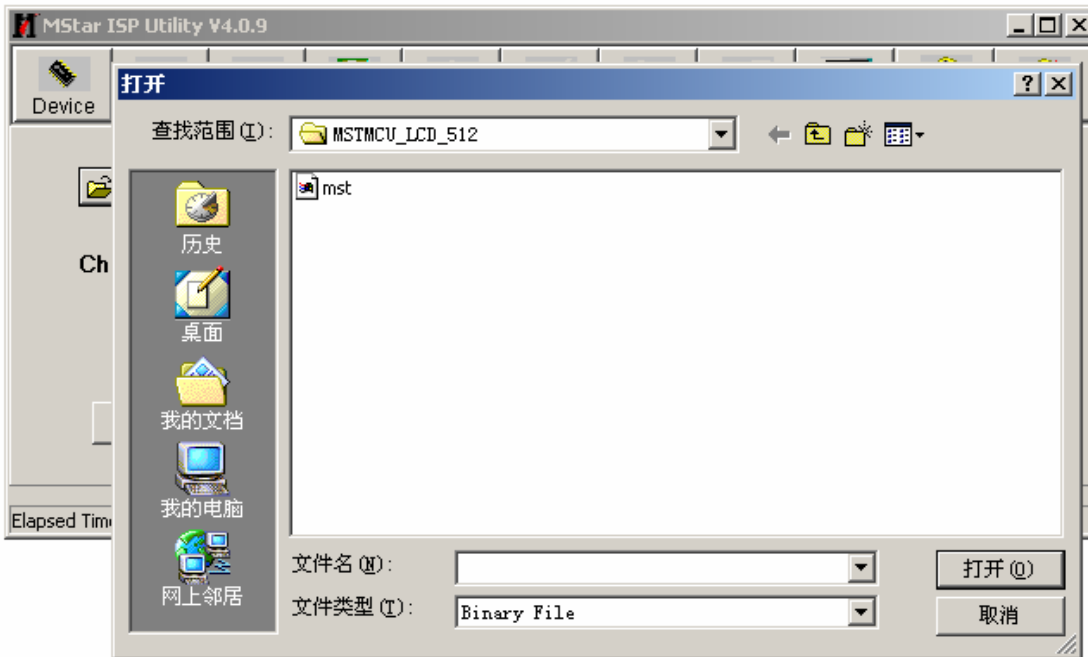 MStar ISP Utility V4.0.9
Device
打开
查找范围(I):
MSTMCU_LCD_512
mst
历史
Ch
桌面
我的文档
我的电脑
Elapsed Tim
网上邻居
文件名(N):
打开(O)
文件类型(T):
Binary File
取消